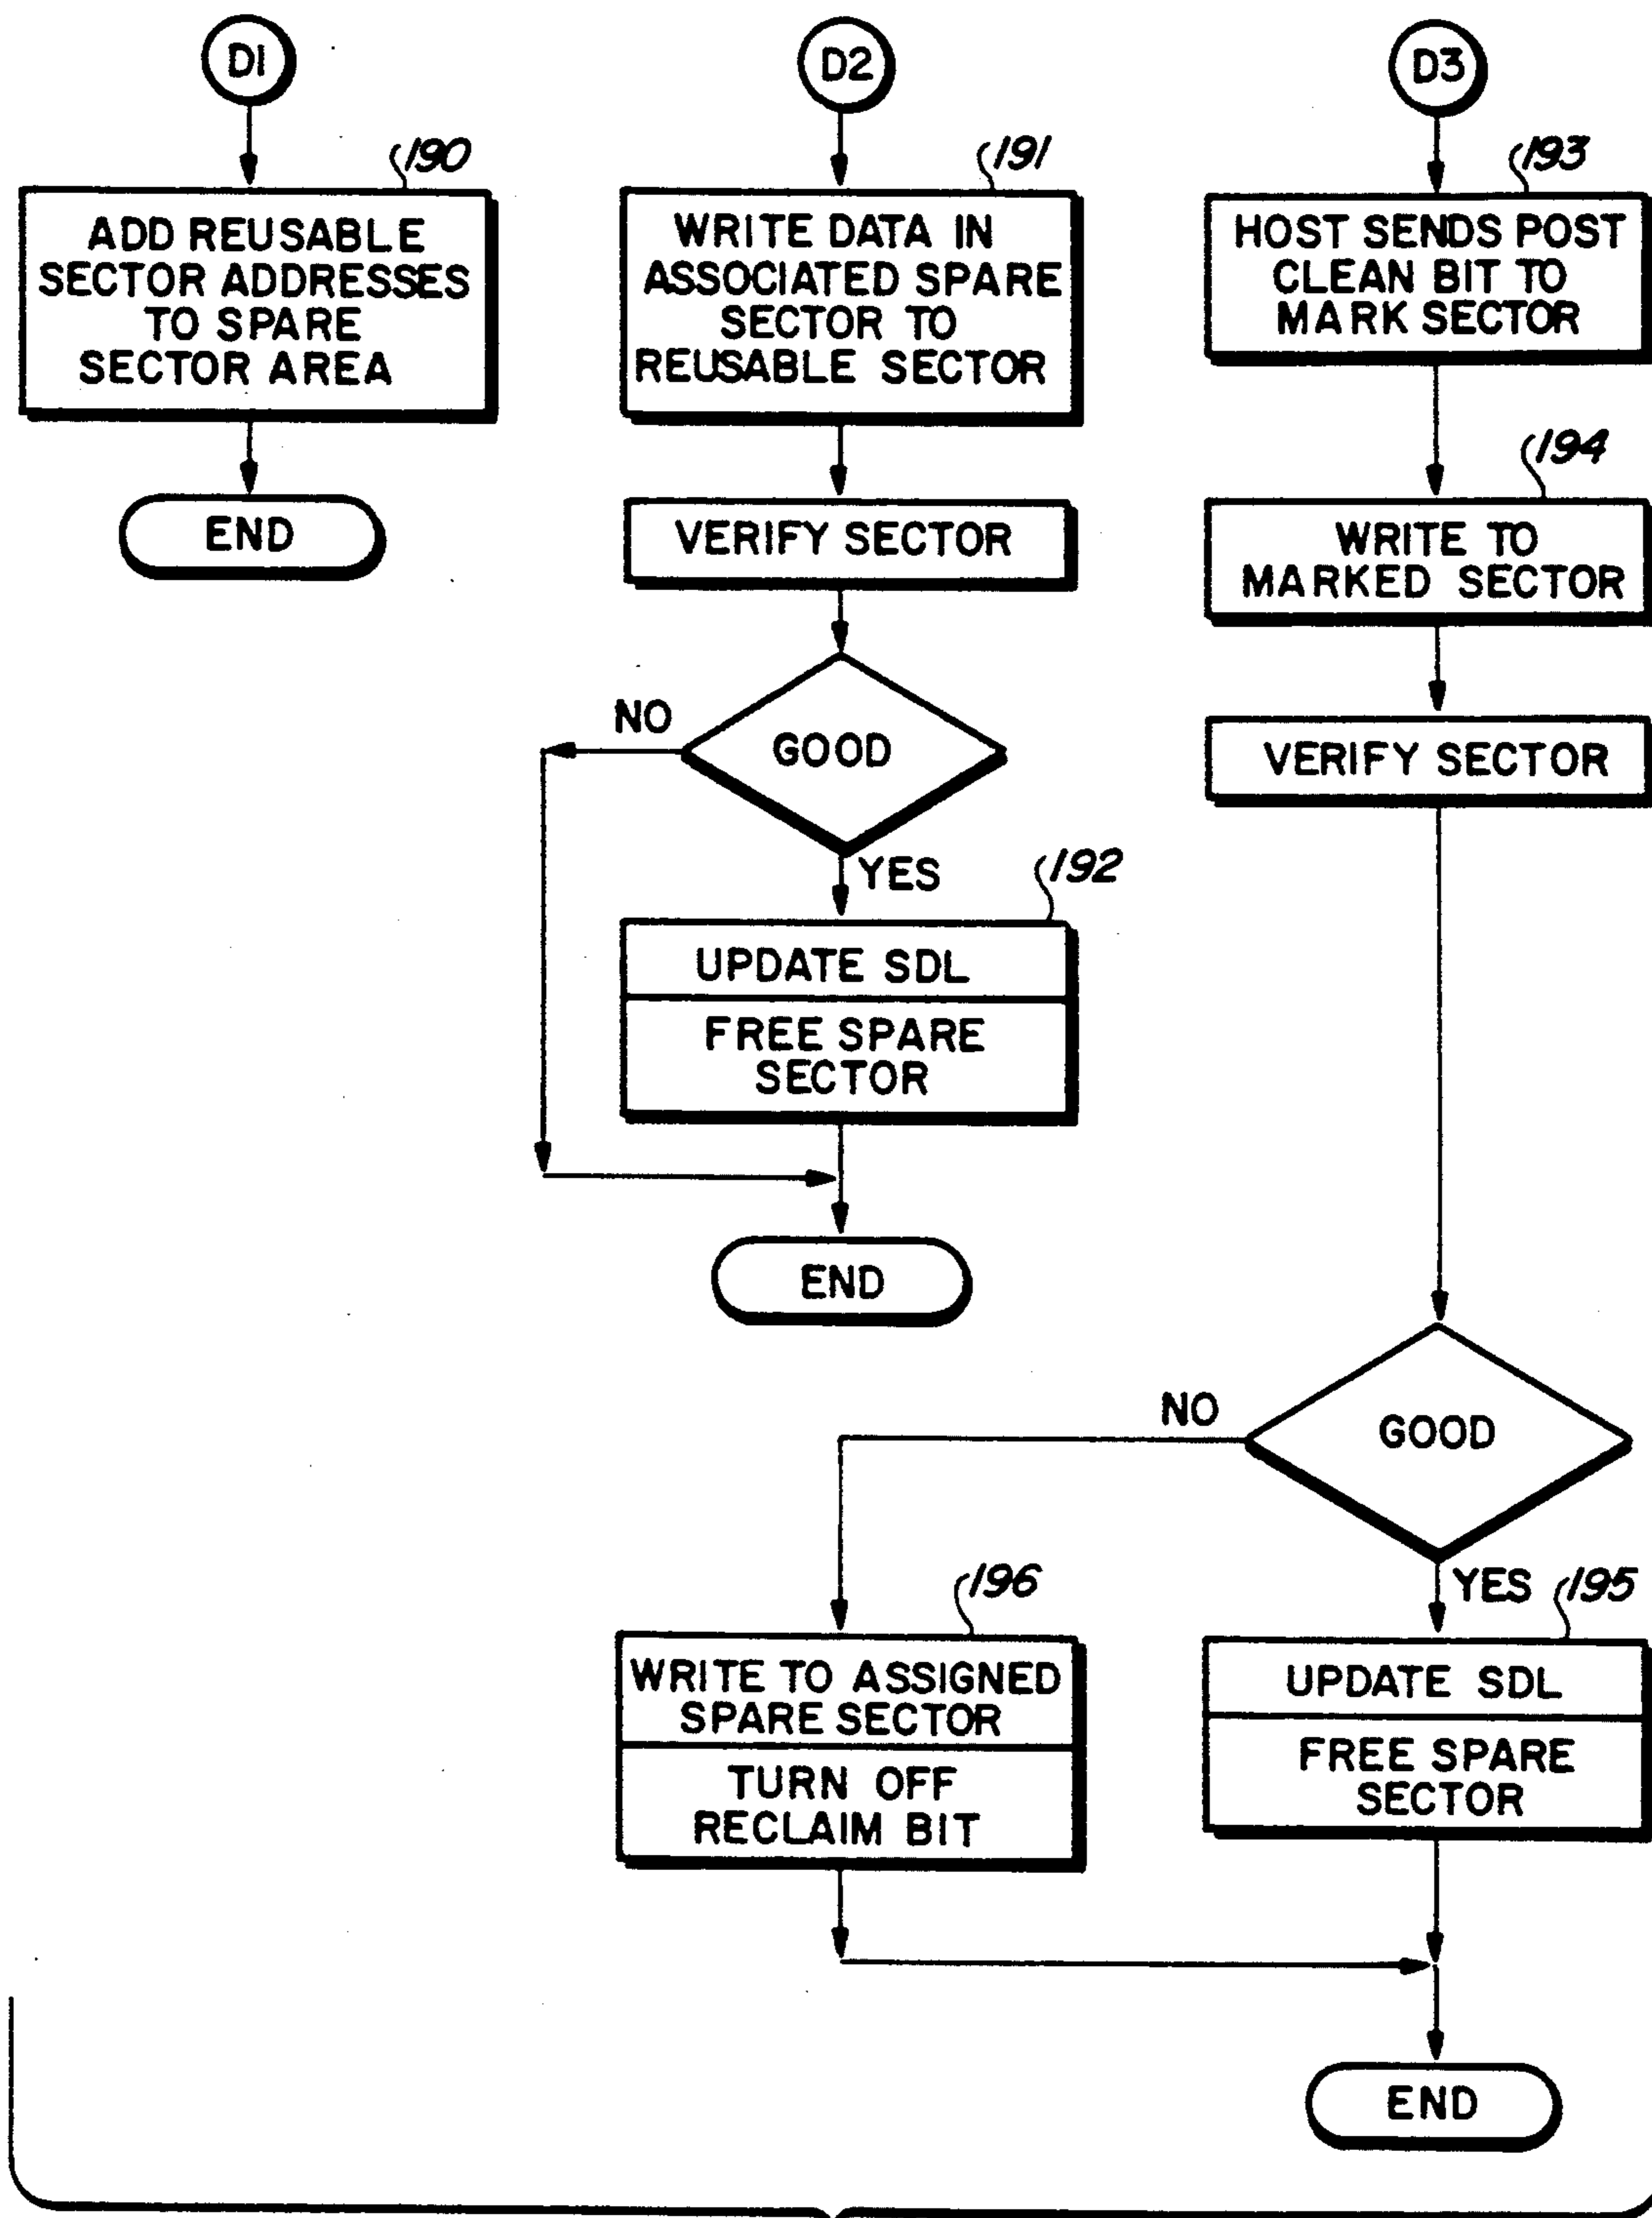 D1
190
ADD REUSABLE
SECTOR ADDRESSES
TO SPARE
SECTOR AREA
END
D2
191
WRITE DATA IN
ASSOCIATED SPARE
SECTOR TO
REUSABLE SECTOR
VERIFY SECTOR
GOOD
NO
YES
192
UPDATE SDL
FREE SPARE
SECTOR
END
D3
193
HOST SENDS POST
CLEAN BIT TO
MARK SECTOR
194
WRITE TO
MARKED SECTOR
VERIFY SECTOR
GOOD
NO
YES
196
WRITE TO ASSIGNED
SPARE SECTOR
TURN OFF
RECLAIM BIT
195
UPDATE SDL
FREE SPARE
SECTOR
END